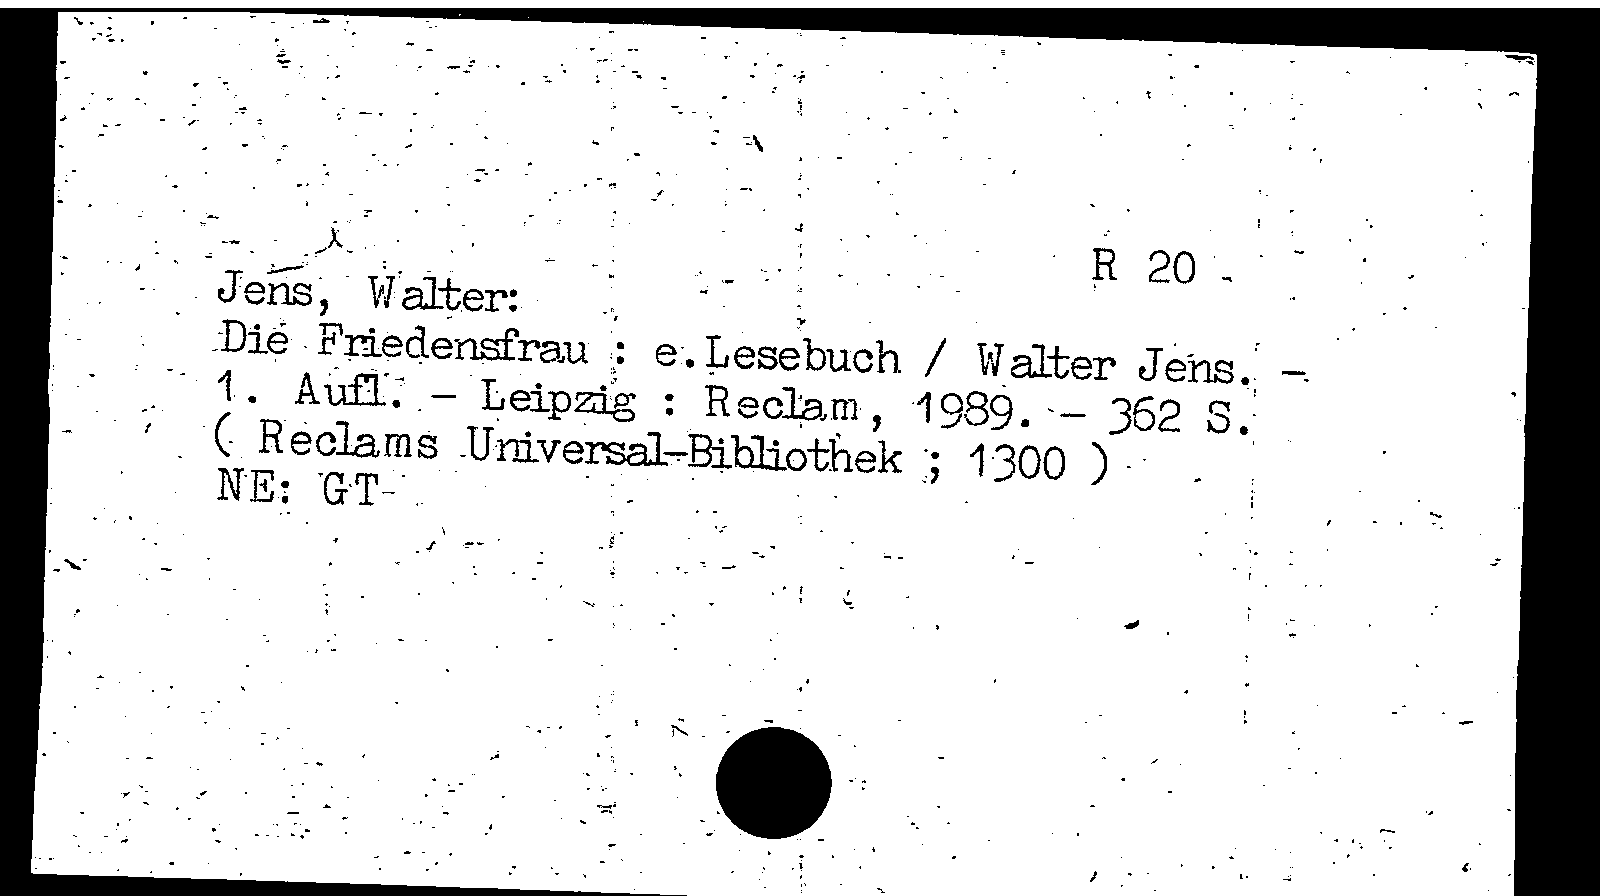 R 20
Jens, Walter:
Die Friedensfrau : e.Lesebuch / Walter Jens. –
1. Aufl. – Leipzig : Reclam, 1989. – 362 S.
( Reclams Universal-Bibliothek ; 1300 )
NE: GT